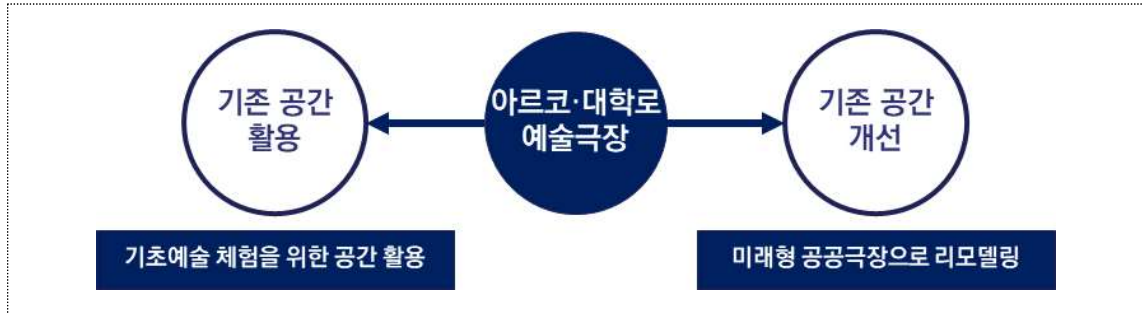 기존 공간
활용
아르코·대학로
예술극장
기존 공간
개선
기초예술 체험을 위한 공간 활용
미래형 공공극장으로 리모델링